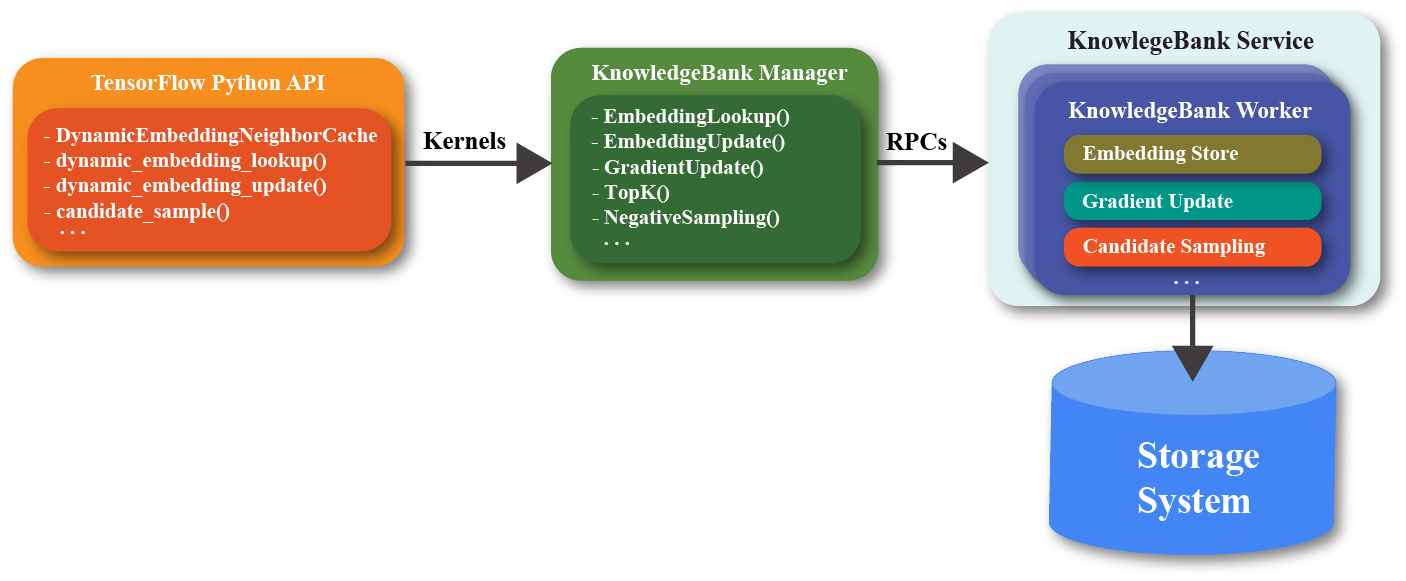 TensorFlow Python API
- DynamicEmbeddingNeighborCache
- dynamic_embedding_lookup()
- dynamic_embedding_update()
- candidate_sample()
. . .
Kernels
KnowledgeBank Manager
- EmbeddingLookup()
- EmbeddingUpdate()
- GradientUpdate()
- TopK()
- NegativeSampling()
. . .
RPCs
KnowlegeBank Service
KnowledgeBank Worker
Embedding Store
Gradient Update
Candidate Sampling
. . .
Storage
System